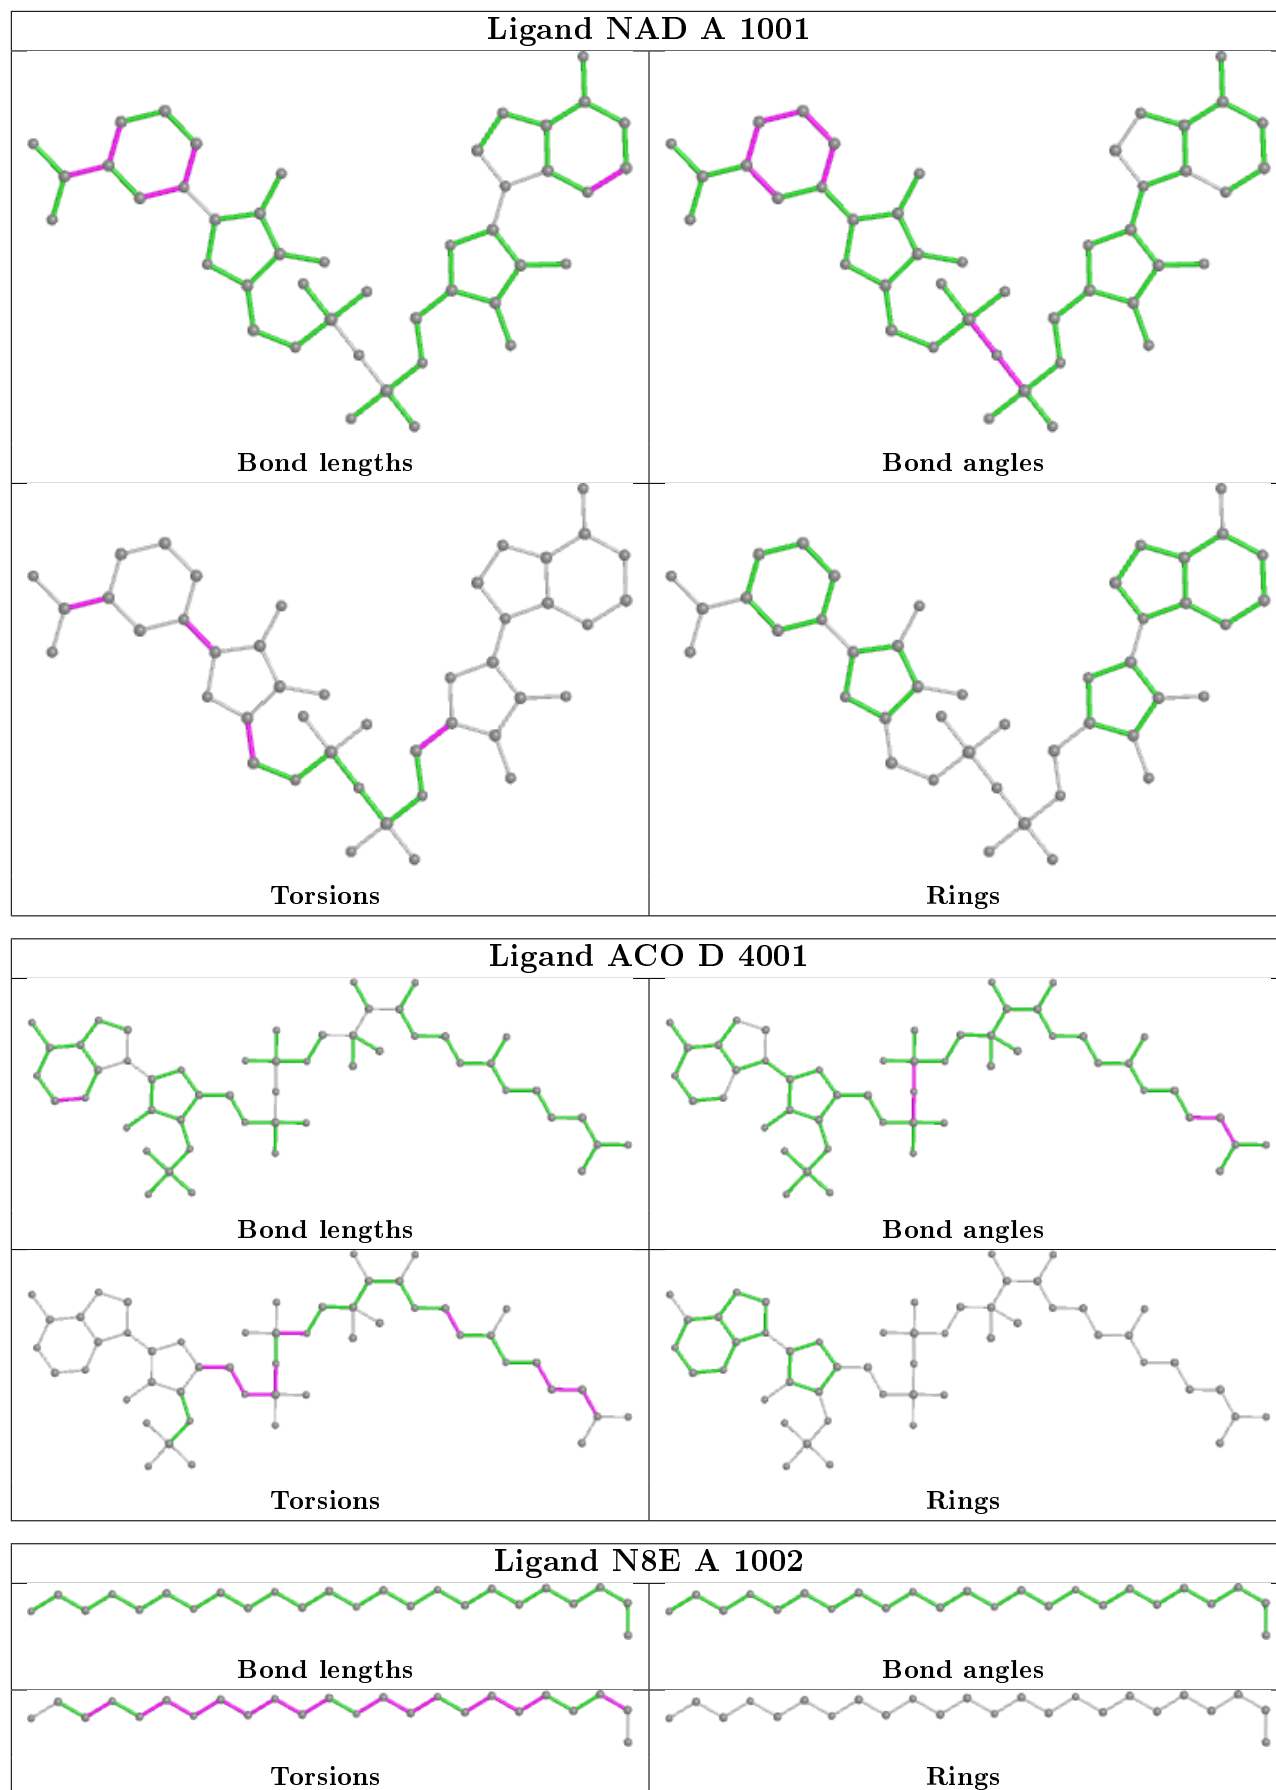 Ligand NAD A 1001
Bond lengths
Bond angles
Torsions
Rings
Ligand ACO D 4001
Bond lengths
Bond angles
Torsions
Rings
Ligand N8E A 1002
Bond lengths
Bond angles
Torsions
Rings